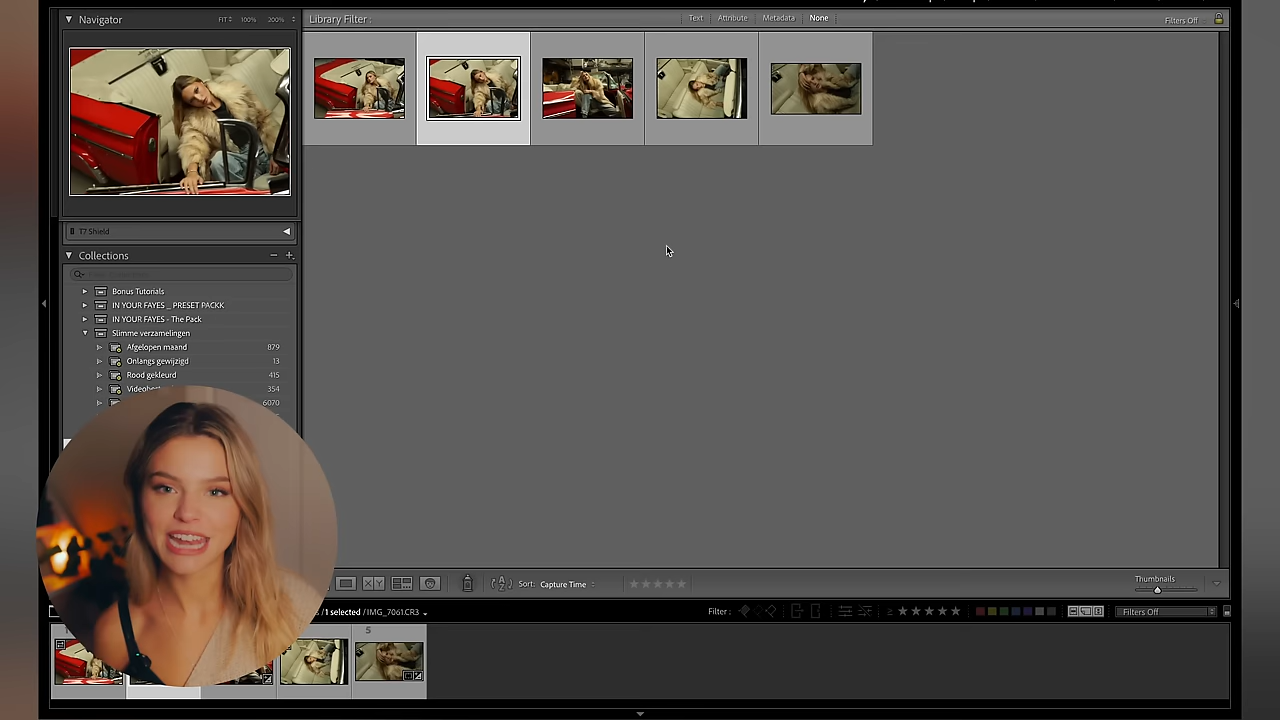 Navigator
FIT
100%
200%
Library Filter :
Text
Attribute
Metadata
None
Filters Off
T7 Shield
Collections
Bonus Tutorials
IN YOUR FAYES _ PRESET PACKK
IN YOUR FAYES - The Pack
Slimme verzamelingen
Afgelopen maand 879
Onlangs gewijzigd 13
Rood gekleurd 415
354
6070
Sort: Capture Time
Thumbnails
/1 selected /IMG_7061.CR3
Filter :
Filters Off
5